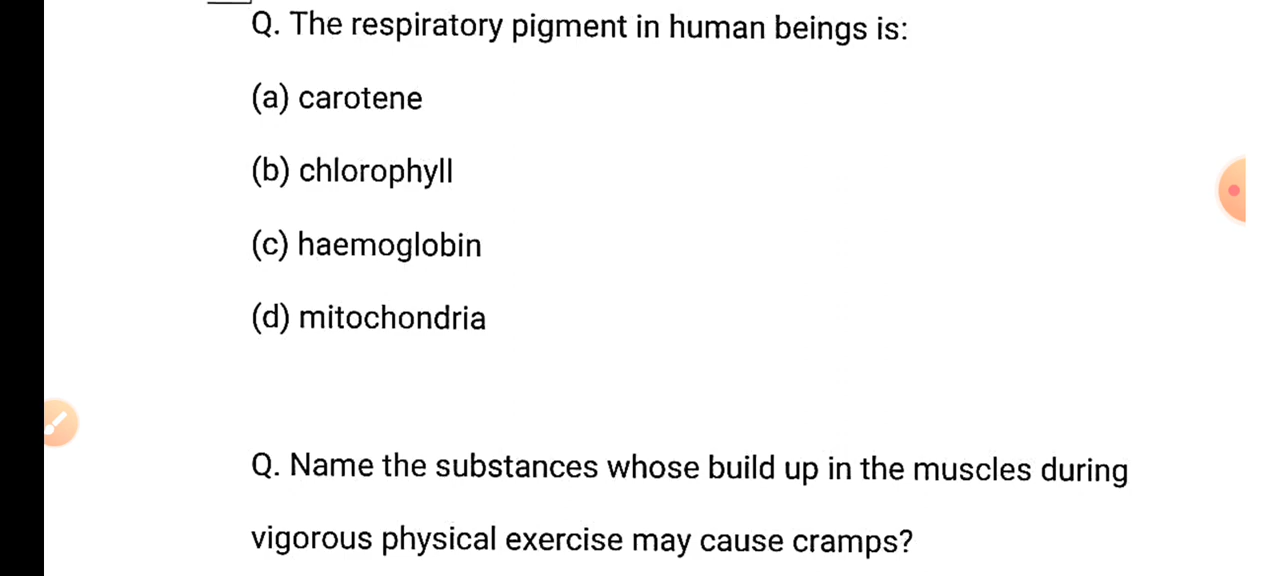 Q. The respiratory pigment in human beings is:
(a) carotene
(b) chlorophyll
(c) haemoglobin
(d) mitochondria
Q. Name the substances whose build up in the muscles during
vigorous physical exercise may cause cramps?